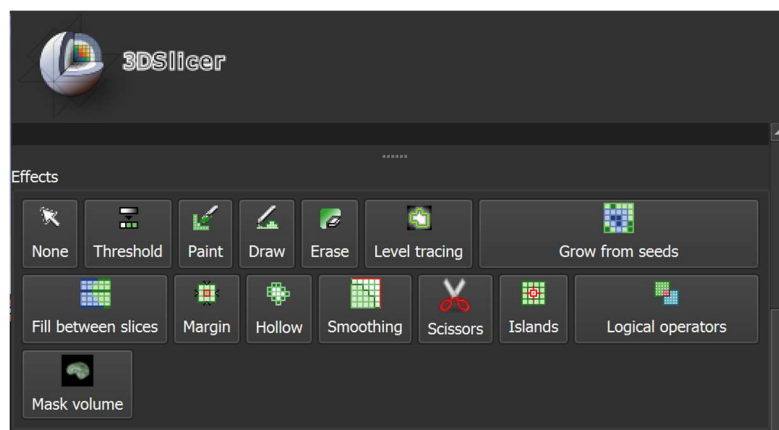 3DSlicer
Effects
None Threshold Paint Draw Erase Level tracing Grow from seeds
Fill between slices Margin Hollow Smoothing Scissors Islands Logical operators
Mask volume